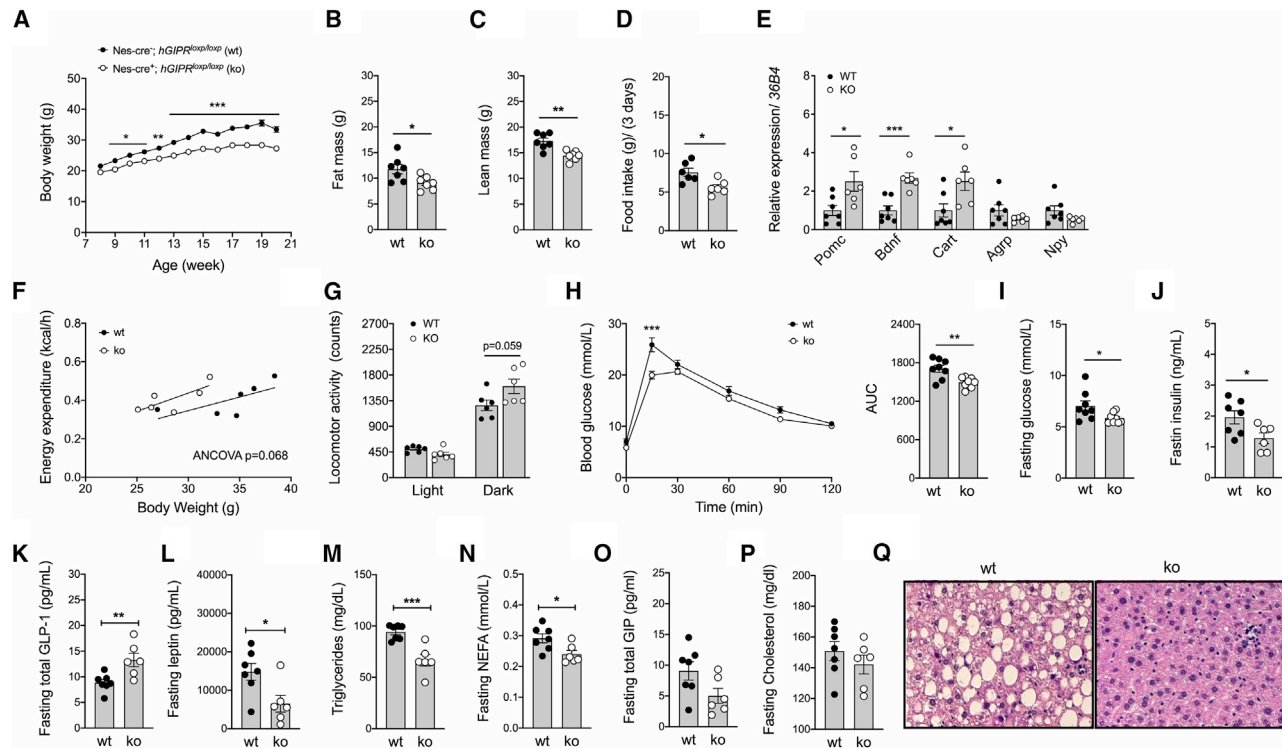 A
Nes-cre-; hGIPRloxp/loxp (wt)
Nes-cre+; hGIPRloxp/loxp (ko)
Body weight (g)
50
40
30
20
10
0
*
**
***
7 9 11 13 15 17 19 21
Age (week)
B
Fat mass (g)
30
25
20
15
10
5
0
*
wt ko
C
Lean mass (g)
30
25
20
15
10
5
0
**
wt ko
D
Food intake (g)/ (3 days)
20
15
10
5
0
*
wt ko
E
Relative expression/ 36B4
8
6
4
2
0
WT
KO
* *** *
Pomc Bdnf Cart Agrp Npy
F
Energy expenditure (kcal/h)
0.8
0.6
0.4
0.2
0.0
wt
ko
ANCOVA p=0.068
20 25 30 35 40
Body Weight (g)
G
Locomotor activity (counts)
2700
2250
1800
1350
900
450
0
WT
KO
p=0.059
Light Dark
H
Blood glucose (mmol/L)
30
20
10
0
***
wt
ko
0 30 60 90 120
Time (min)
AUC
2400
1800
1200
600
0
**
wt ko
I
Fasting glucose (mmol/L)
15
10
5
0
*
wt ko
J
Fastin insulin (ng/mL)
5
4
3
2
1
0
*
wt ko
K
Fasting total GLP-1 (pg/mL)
30
25
20
15
10
5
0
**
wt ko
L
Fasting leptin (pg/mL)
40000
30000
20000
10000
0
*
wt ko
M
Triglycerides (mg/dL)
150
100
50
0
***
wt ko
N
Fasting NEFA (mmol/L)
0.5
0.4
0.3
0.2
0.1
0.0
*
wt ko
O
Fasting total GIP (pg/ml)
25
20
15
10
5
0
wt ko
P
Fasting Cholesterol (mg/dl)
200
180
160
140
120
100
wt ko
Q
wt ko